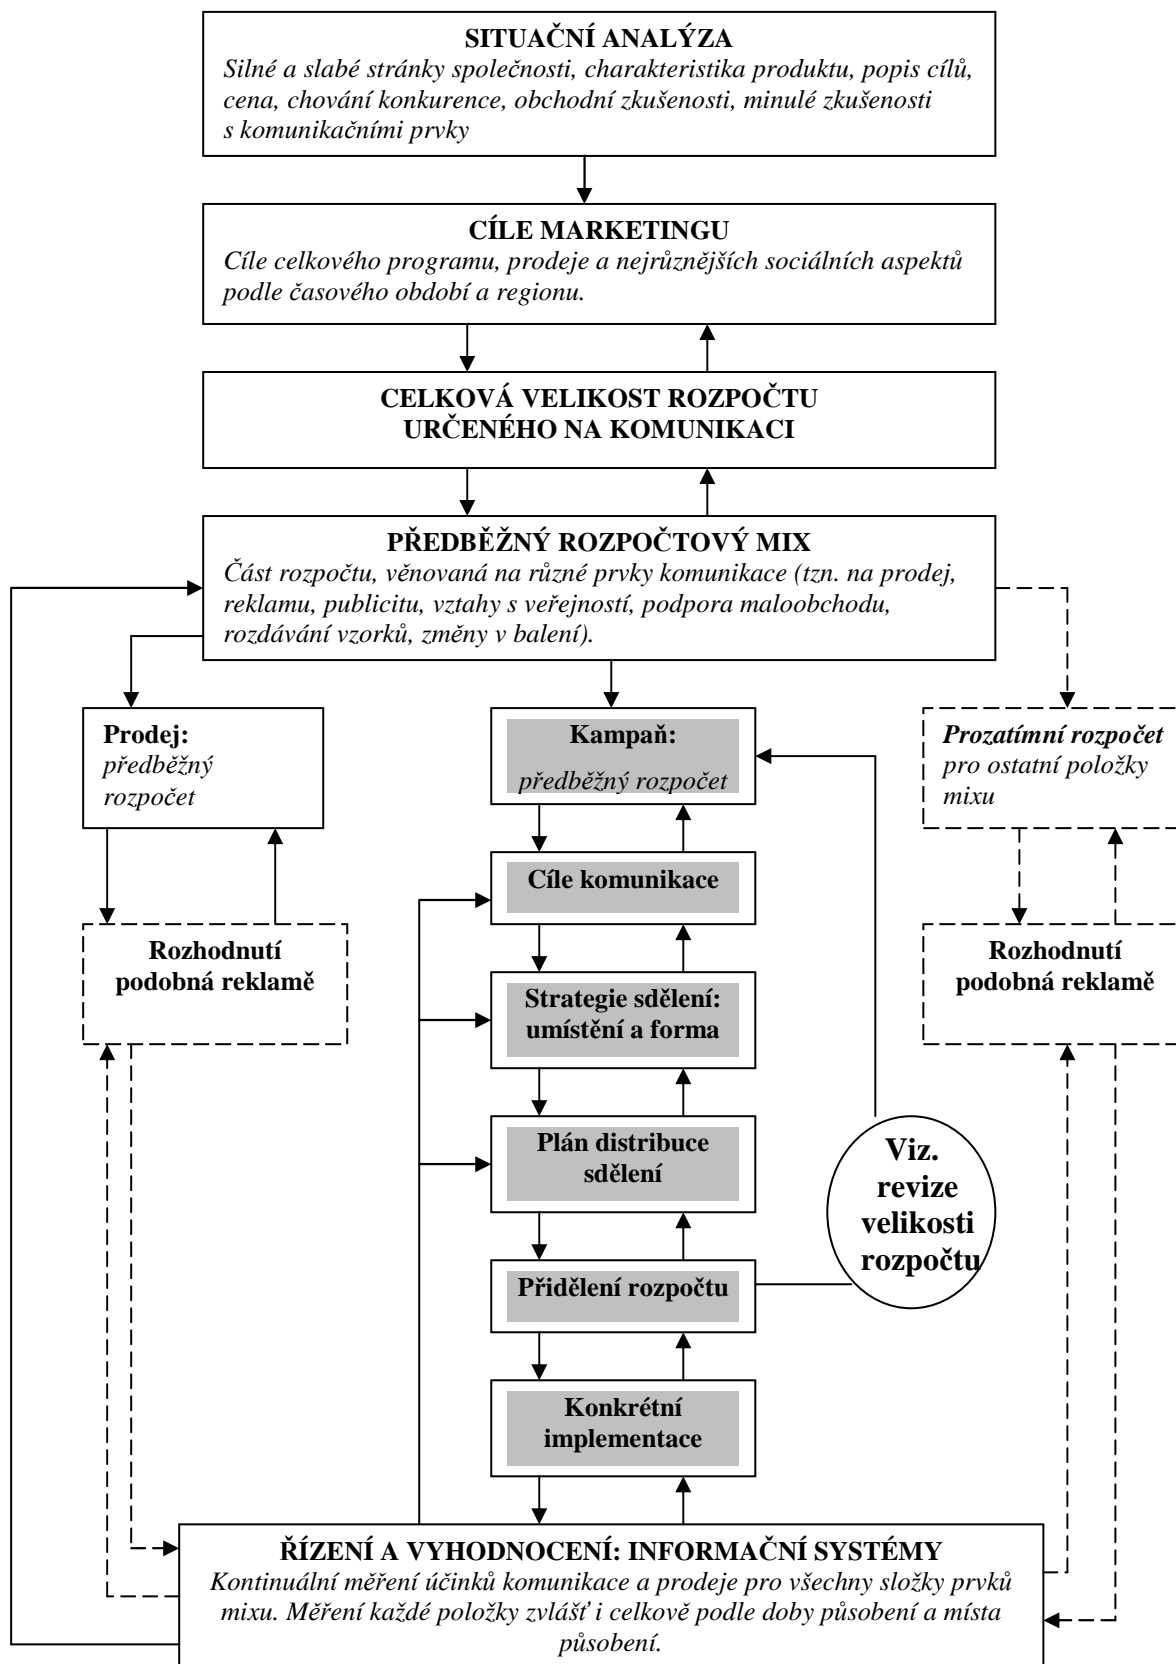 SITUAČNÍ ANALÝZA
Silné a slabé stránky společnosti, charakteristika produktu, popis cílů,
cena, chování konkurence, obchodní zkušenosti, minulé zkušenosti
s komunikačními prvky
CÍLE MARKETINGU
Cíle celkového programu, prodeje a nejrůznějších sociálních aspektů
podle časového období a regionu.
CELKOVÁ VELIKOST ROZPOČTU
URČENÉHO NA KOMUNIKACI
PŘEDBĚŽNÝ ROZPOČTOVÝ MIX
Část rozpočtu, věnovaná na různé prvky komunikace (tzn. na prodej,
reklamu, publicitu, vztahy s veřejností, podpora maloobchodu,
rozdávání vzorků, změny v balení).
Prodej:
předběžný
rozpočet
Kampaň:
předběžný rozpočet
Prozatímní rozpočet
pro ostatní položky
mixu
Cíle komunikace
Rozhodnutí
podobná reklamě
Strategie sdělení:
umístění a forma
Rozhodnutí
podobná reklamě
Plán distribuce
sdělení
Viz.
revize
velikosti
rozpočtu
Přidělení rozpočtu
Konkrétní
implementace
ŘÍZENÍ A VYHODNOCENÍ: INFORMAČNÍ SYSTÉMY
Kontinuální měření účinků komunikace a prodeje pro všechny složky prvků
mixu. Měření každé položky zvlášť i celkově podle doby působení a místa
působení.